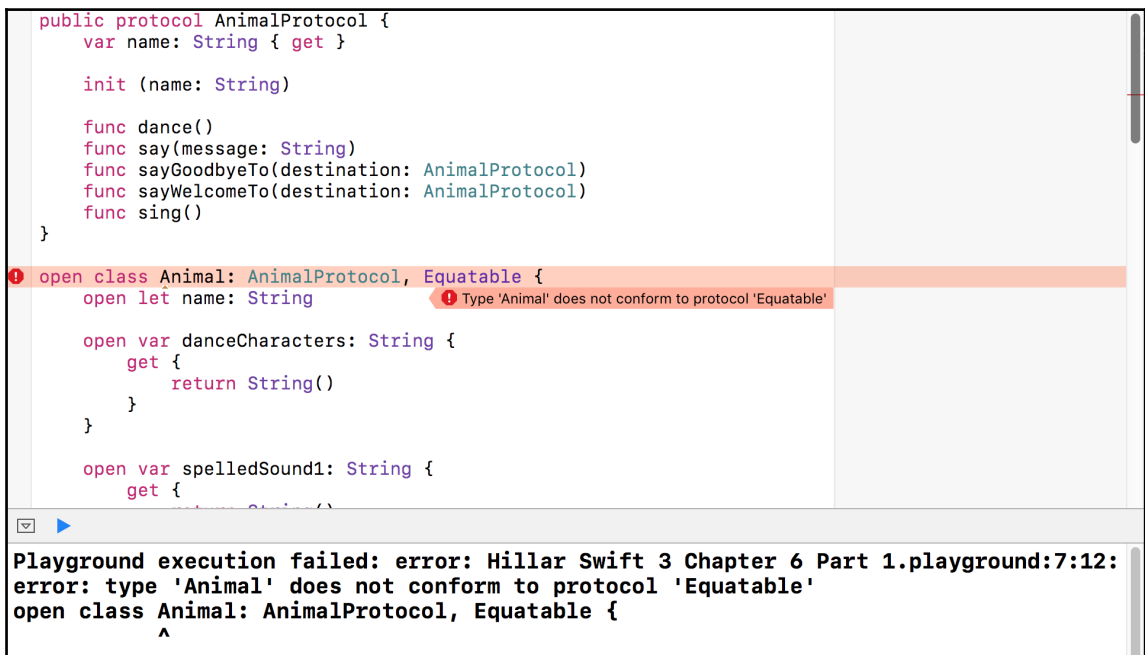 public protocol AnimalProtocol {
    var name: String { get }
    init (name: String)
    func dance()
    func say(message: String)
    func sayGoodbyeTo(destination: AnimalProtocol)
    func sayWelcomeTo(destination: AnimalProtocol)
    func sing()
}
open class Animal: AnimalProtocol, Equatable {
    open let name: String    Type 'Animal' does not conform to protocol 'Equatable'
    open var danceCharacters: String {
        get {
            return String()
        }
    }
    open var spelledSound1: String {
        get {
            return String()
Playground execution failed: error: Hillar Swift 3 Chapter 6 Part 1.playground:7:12:
error: type 'Animal' does not conform to protocol 'Equatable'
open class Animal: AnimalProtocol, Equatable {
           ^